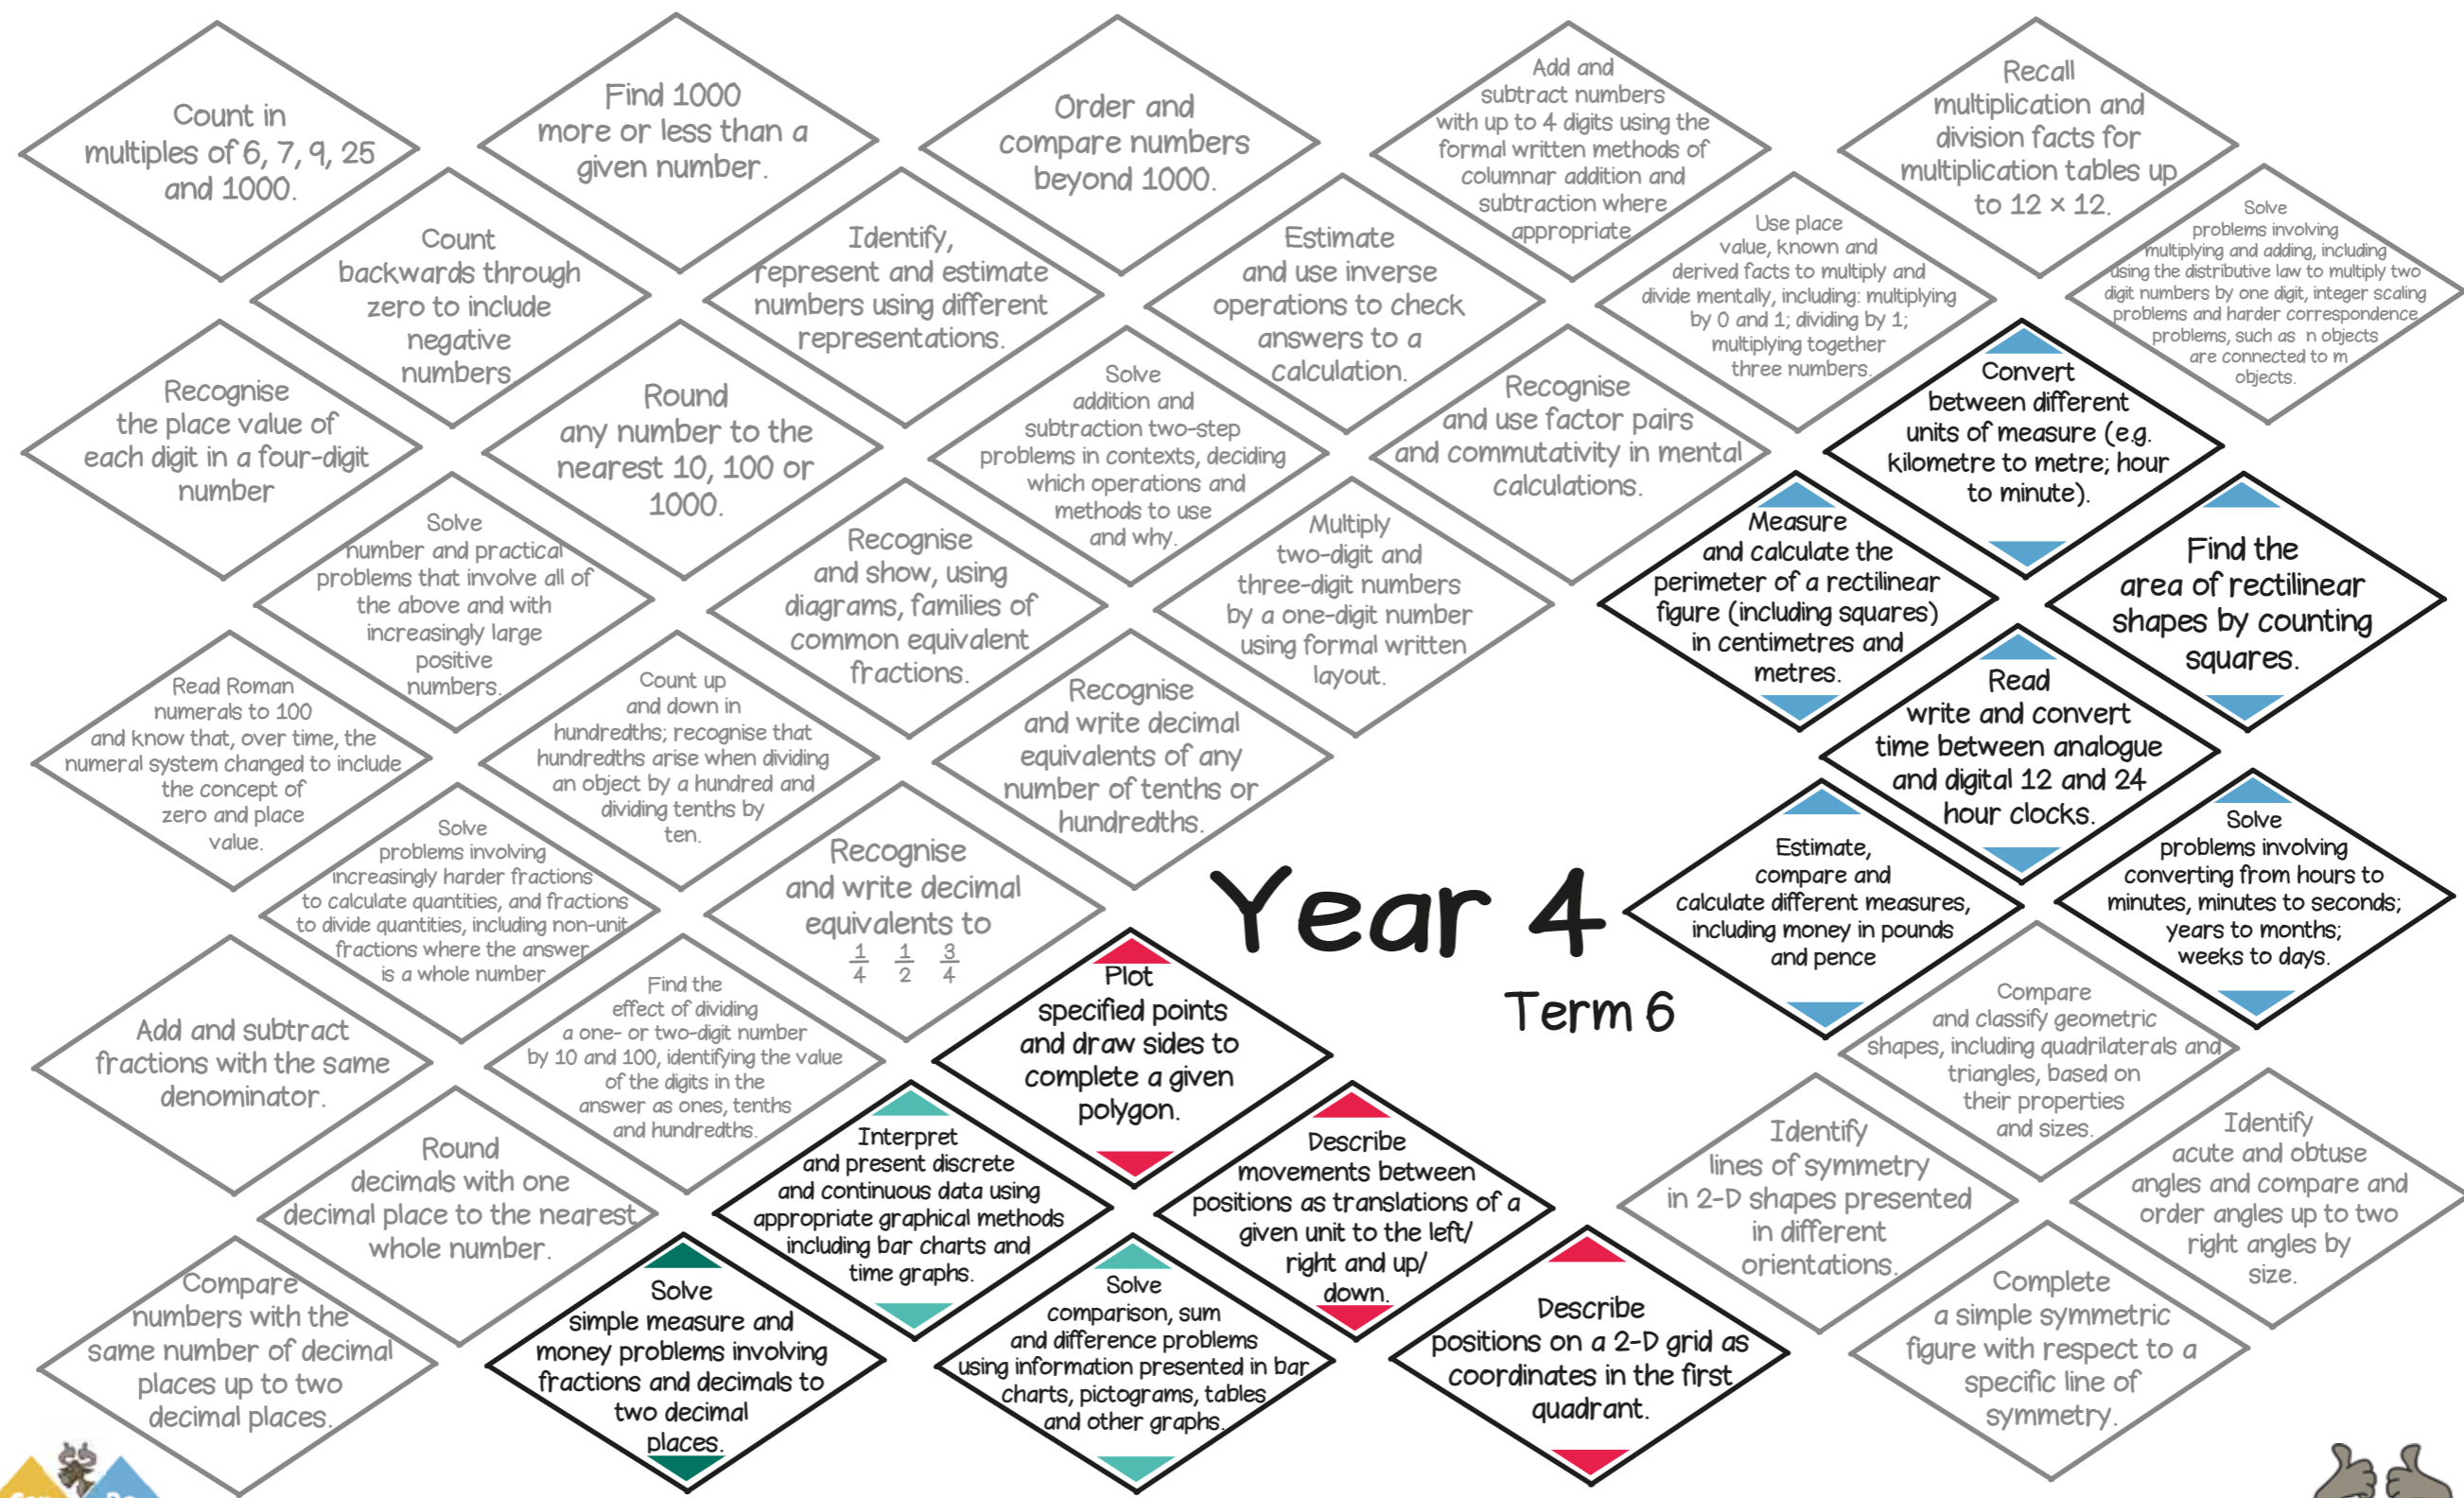 Count in
multiples of 6, 7, 9, 25
and 1000.
Find 1000
more or less than a
given number.
Order and
compare numbers
beyond 1000.
Add and
subtract numbers
with up to 4 digits using the
formal written methods of
columnar addition and
subtraction where
appropriate
Recall
multiplication and
division facts for
multiplication tables up
to 12 × 12.
Count
backwards through
zero to include
negative
numbers
Identify,
represent and estimate
numbers using different
representations.
Estimate
and use inverse
operations to check
answers to a
calculation.
Use place
value, known and
derived facts to multiply and
divide mentally, including: multiplying
by 0 and 1; dividing by 1;
multiplying together
three numbers.
Solve
problems involving
multiplying and adding, including
using the distributive law to multiply two
digit numbers by one digit, integer scaling
problems and harder correspondence
problems, such as n objects
are connected to m
objects.
Recognise
the place value of
each digit in a four-digit
number
Round
any number to the
nearest 10, 100 or
1000.
Solve
addition and
subtraction two-step
problems in contexts, deciding
which operations and
methods to use
and why.
Recognise
and use factor pairs
and commutativity in mental
calculations.
Convert
between different
units of measure (e.g.
kilometre to metre; hour
to minute).
Solve
number and practical
problems that involve all of
the above and with
increasingly large
positive
numbers.
Recognise
and show, using
diagrams, families of
common equivalent
fractions.
Multiply
two-digit and
three-digit numbers
by a one-digit number
using formal written
layout.
Measure
and calculate the
perimeter of a rectilinear
figure (including squares)
in centimetres and
metres.
Find the
area of rectilinear
shapes by counting
squares.
Read Roman
numerals to 100
and know that, over time, the
numeral system changed to include
the concept of
zero and place
value.
Count up
and down in
hundredths; recognise that
hundredths arise when dividing
an object by a hundred and
dividing tenths by
ten.
Recognise
and write decimal
equivalents of any
number of tenths or
hundredths.
Read
write and convert
time between analogue
and digital 12 and 24
hour clocks.
Solve
problems involving
increasingly harder fractions
to calculate quantities, and fractions
to divide quantities, including non-unit
fractions where the answer
is a whole number
Recognise
and write decimal
equivalents to
1/4 1/2 3/4
Year 4
Term 6
Estimate,
compare and
calculate different measures,
including money in pounds
and pence
Solve
problems involving
converting from hours to
minutes, minutes to seconds;
years to months;
weeks to days.
Add and subtract
fractions with the same
denominator.
Find the
effect of dividing
a one- or two-digit number
by 10 and 100, identifying the value
of the digits in the
answer as ones, tenths
and hundredths.
Plot
specified points
and draw sides to
complete a given
polygon.
Compare
and classify geometric
shapes, including quadrilaterals and
triangles, based on
their properties
and sizes.
Round
decimals with one
decimal place to the nearest
whole number.
Interpret
and present discrete
and continuous data using
appropriate graphical methods
including bar charts and
time graphs.
Describe
movements between
positions as translations of a
given unit to the left/
right and up/
down.
Identify
lines of symmetry
in 2-D shapes presented
in different
orientations.
Identify
acute and obtuse
angles and compare and
order angles up to two
right angles by
size.
Compare
numbers with the
same number of decimal
places up to two
decimal places.
Solve
simple measure and
money problems involving
fractions and decimals to
two decimal
places.
Solve
comparison, sum
and difference problems
using information presented in bar
charts, pictograms, tables
and other graphs.
Describe
positions on a 2-D grid as
coordinates in the first
quadrant.
Complete
a simple symmetric
figure with respect to a
specific line of
symmetry.